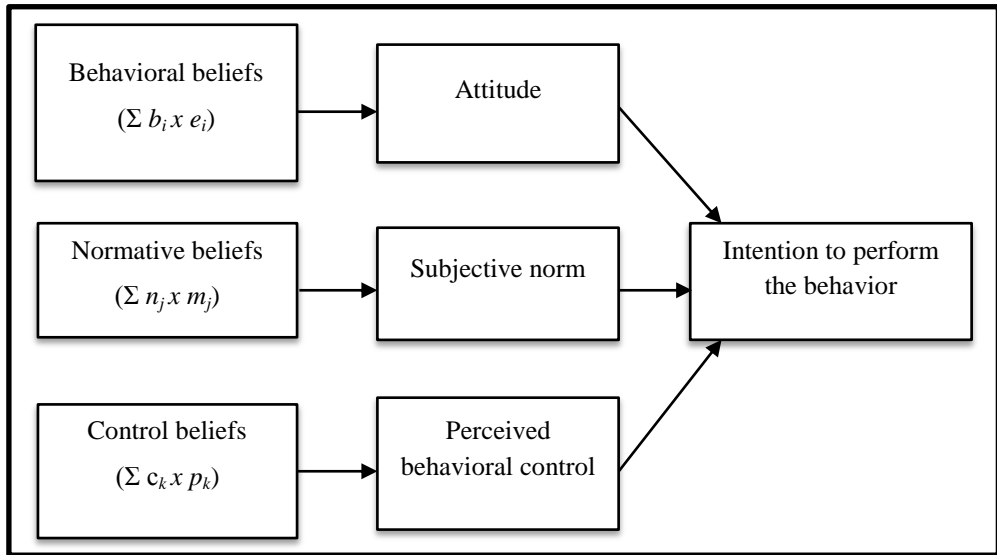 Behavioral beliefs
(Σ bᵢ x eᵢ)
Attitude
Normative beliefs
(Σ nⱼ x mⱼ)
Subjective norm
Intention to perform
the behavior
Control beliefs
(Σ cₖ x pₖ)
Perceived
behavioral control